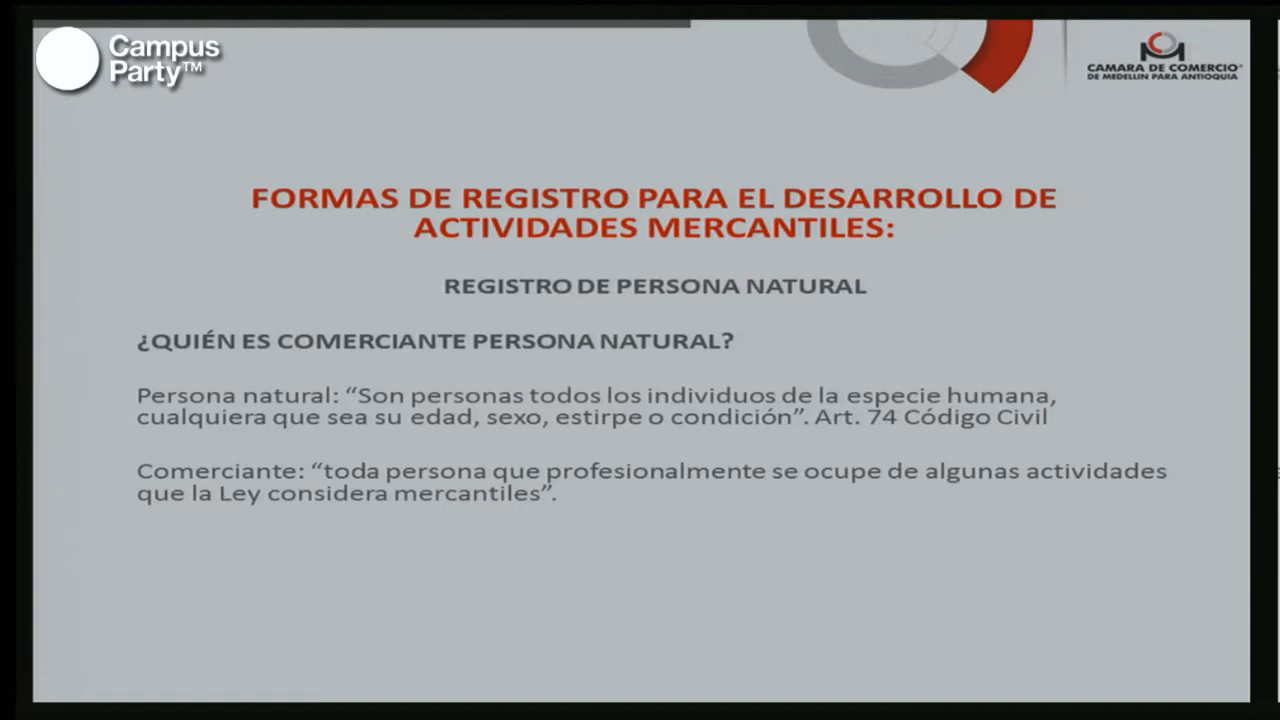 Campus
Party™
CAMARA DE COMERCIO®
DE MEDELLIN PARA ANTIOQUIA
FORMAS DE REGISTRO PARA EL DESARROLLO DE
ACTIVIDADES MERCANTILES:
REGISTRO DE PERSONA NATURAL
¿QUIÉN ES COMERCIANTE PERSONA NATURAL?
Persona natural: “Son personas todos los individuos de la especie humana,
cualquiera que sea su edad, sexo, estirpe o condición”. Art. 74 Código Civil
Comerciante: “toda persona que profesionalmente se ocupe de algunas actividades
que la Ley considera mercantiles”.